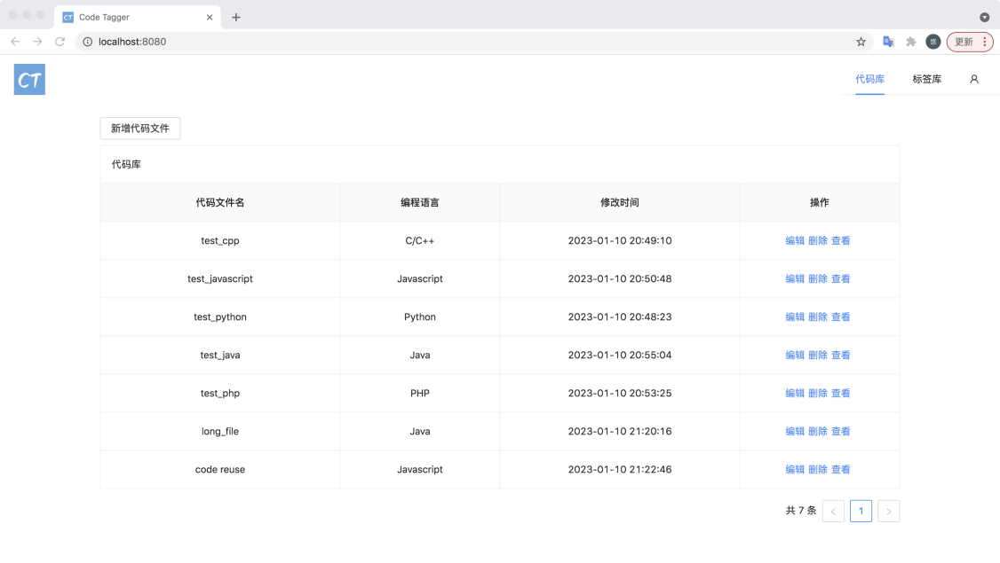 CT Code Tagger
localhost:8080
悠 更新
CT
代码库 标签库
新增代码文件
代码库
代码文件名 编程语言 修改时间 操作
test_cpp C/C++ 2023-01-10 20:49:10 编辑 删除 查看
test_javascript Javascript 2023-01-10 20:50:48 编辑 删除 查看
test_python Python 2023-01-10 20:48:23 编辑 删除 查看
test_java Java 2023-01-10 20:55:04 编辑 删除 查看
test_php PHP 2023-01-10 20:53:25 编辑 删除 查看
long_file Java 2023-01-10 21:20:16 编辑 删除 查看
code reuse Javascript 2023-01-10 21:22:46 编辑 删除 查看
共 7 条 < 1 >